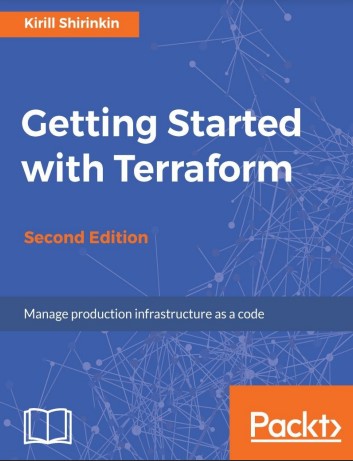 Kirill Shirinkin
Getting Started
with Terraform
Second Edition
Manage production infrastructure as a code
Packt>